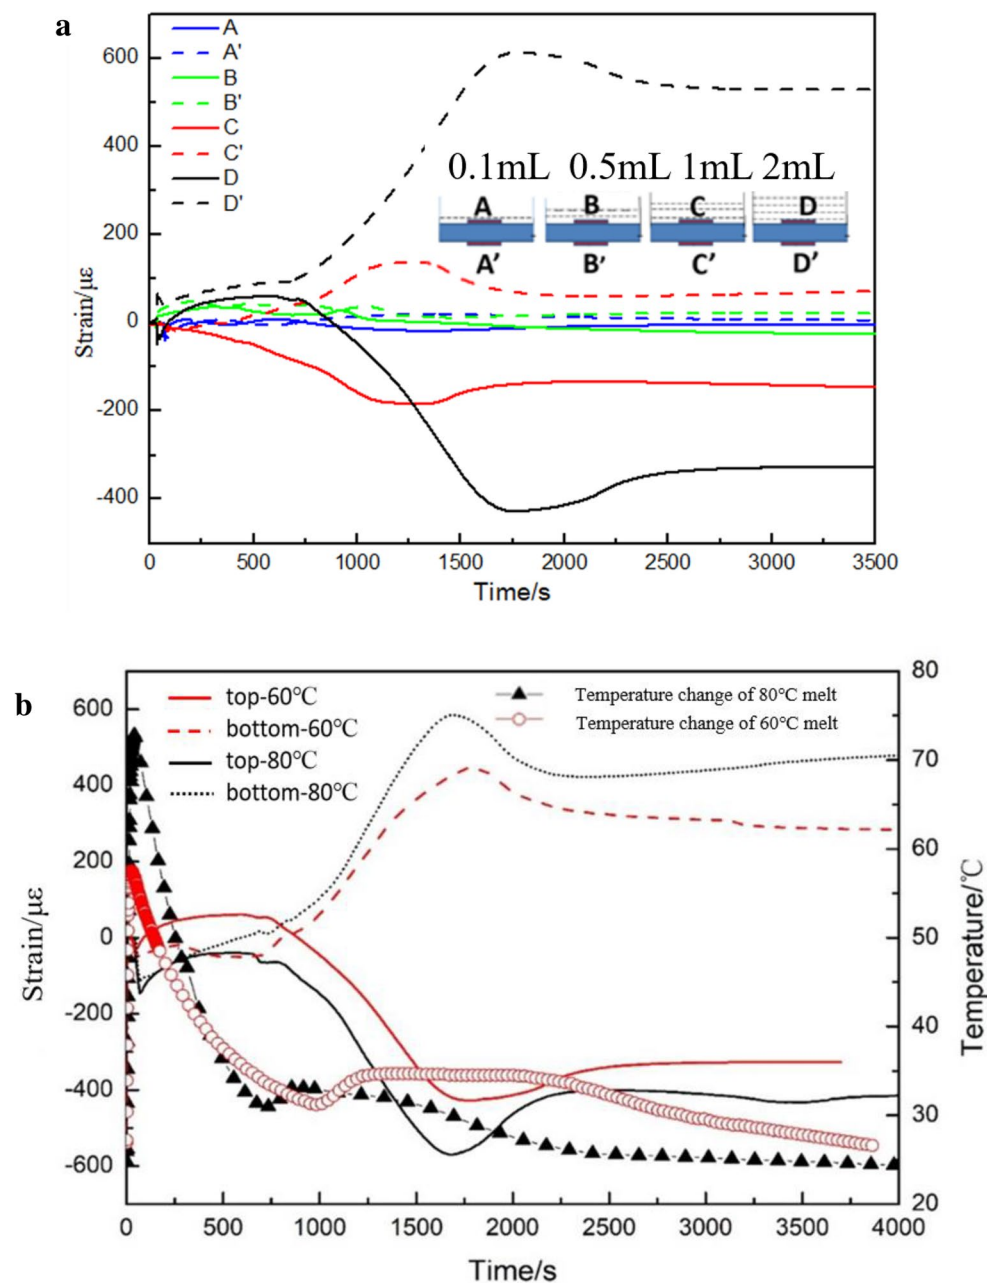 a
A
A'
B
B'
C
C'
D
D'
600
400
200
0
-200
-400
Strain/με
0.1mL 0.5mL 1mL 2mL
A B C D
A’ B’ C’ D’
0 500 1000 1500 2000 2500 3000 3500
Time/s
b
top-60℃
bottom-60℃
top-80℃
bottom-80℃
Temperature change of 80℃ melt
Temperature change of 60℃ melt
600
400
200
0
-200
-400
-600
Strain/με
80
70
60
50
40
30
20
Temperature/℃
0 500 1000 1500 2000 2500 3000 3500 4000
Time/s